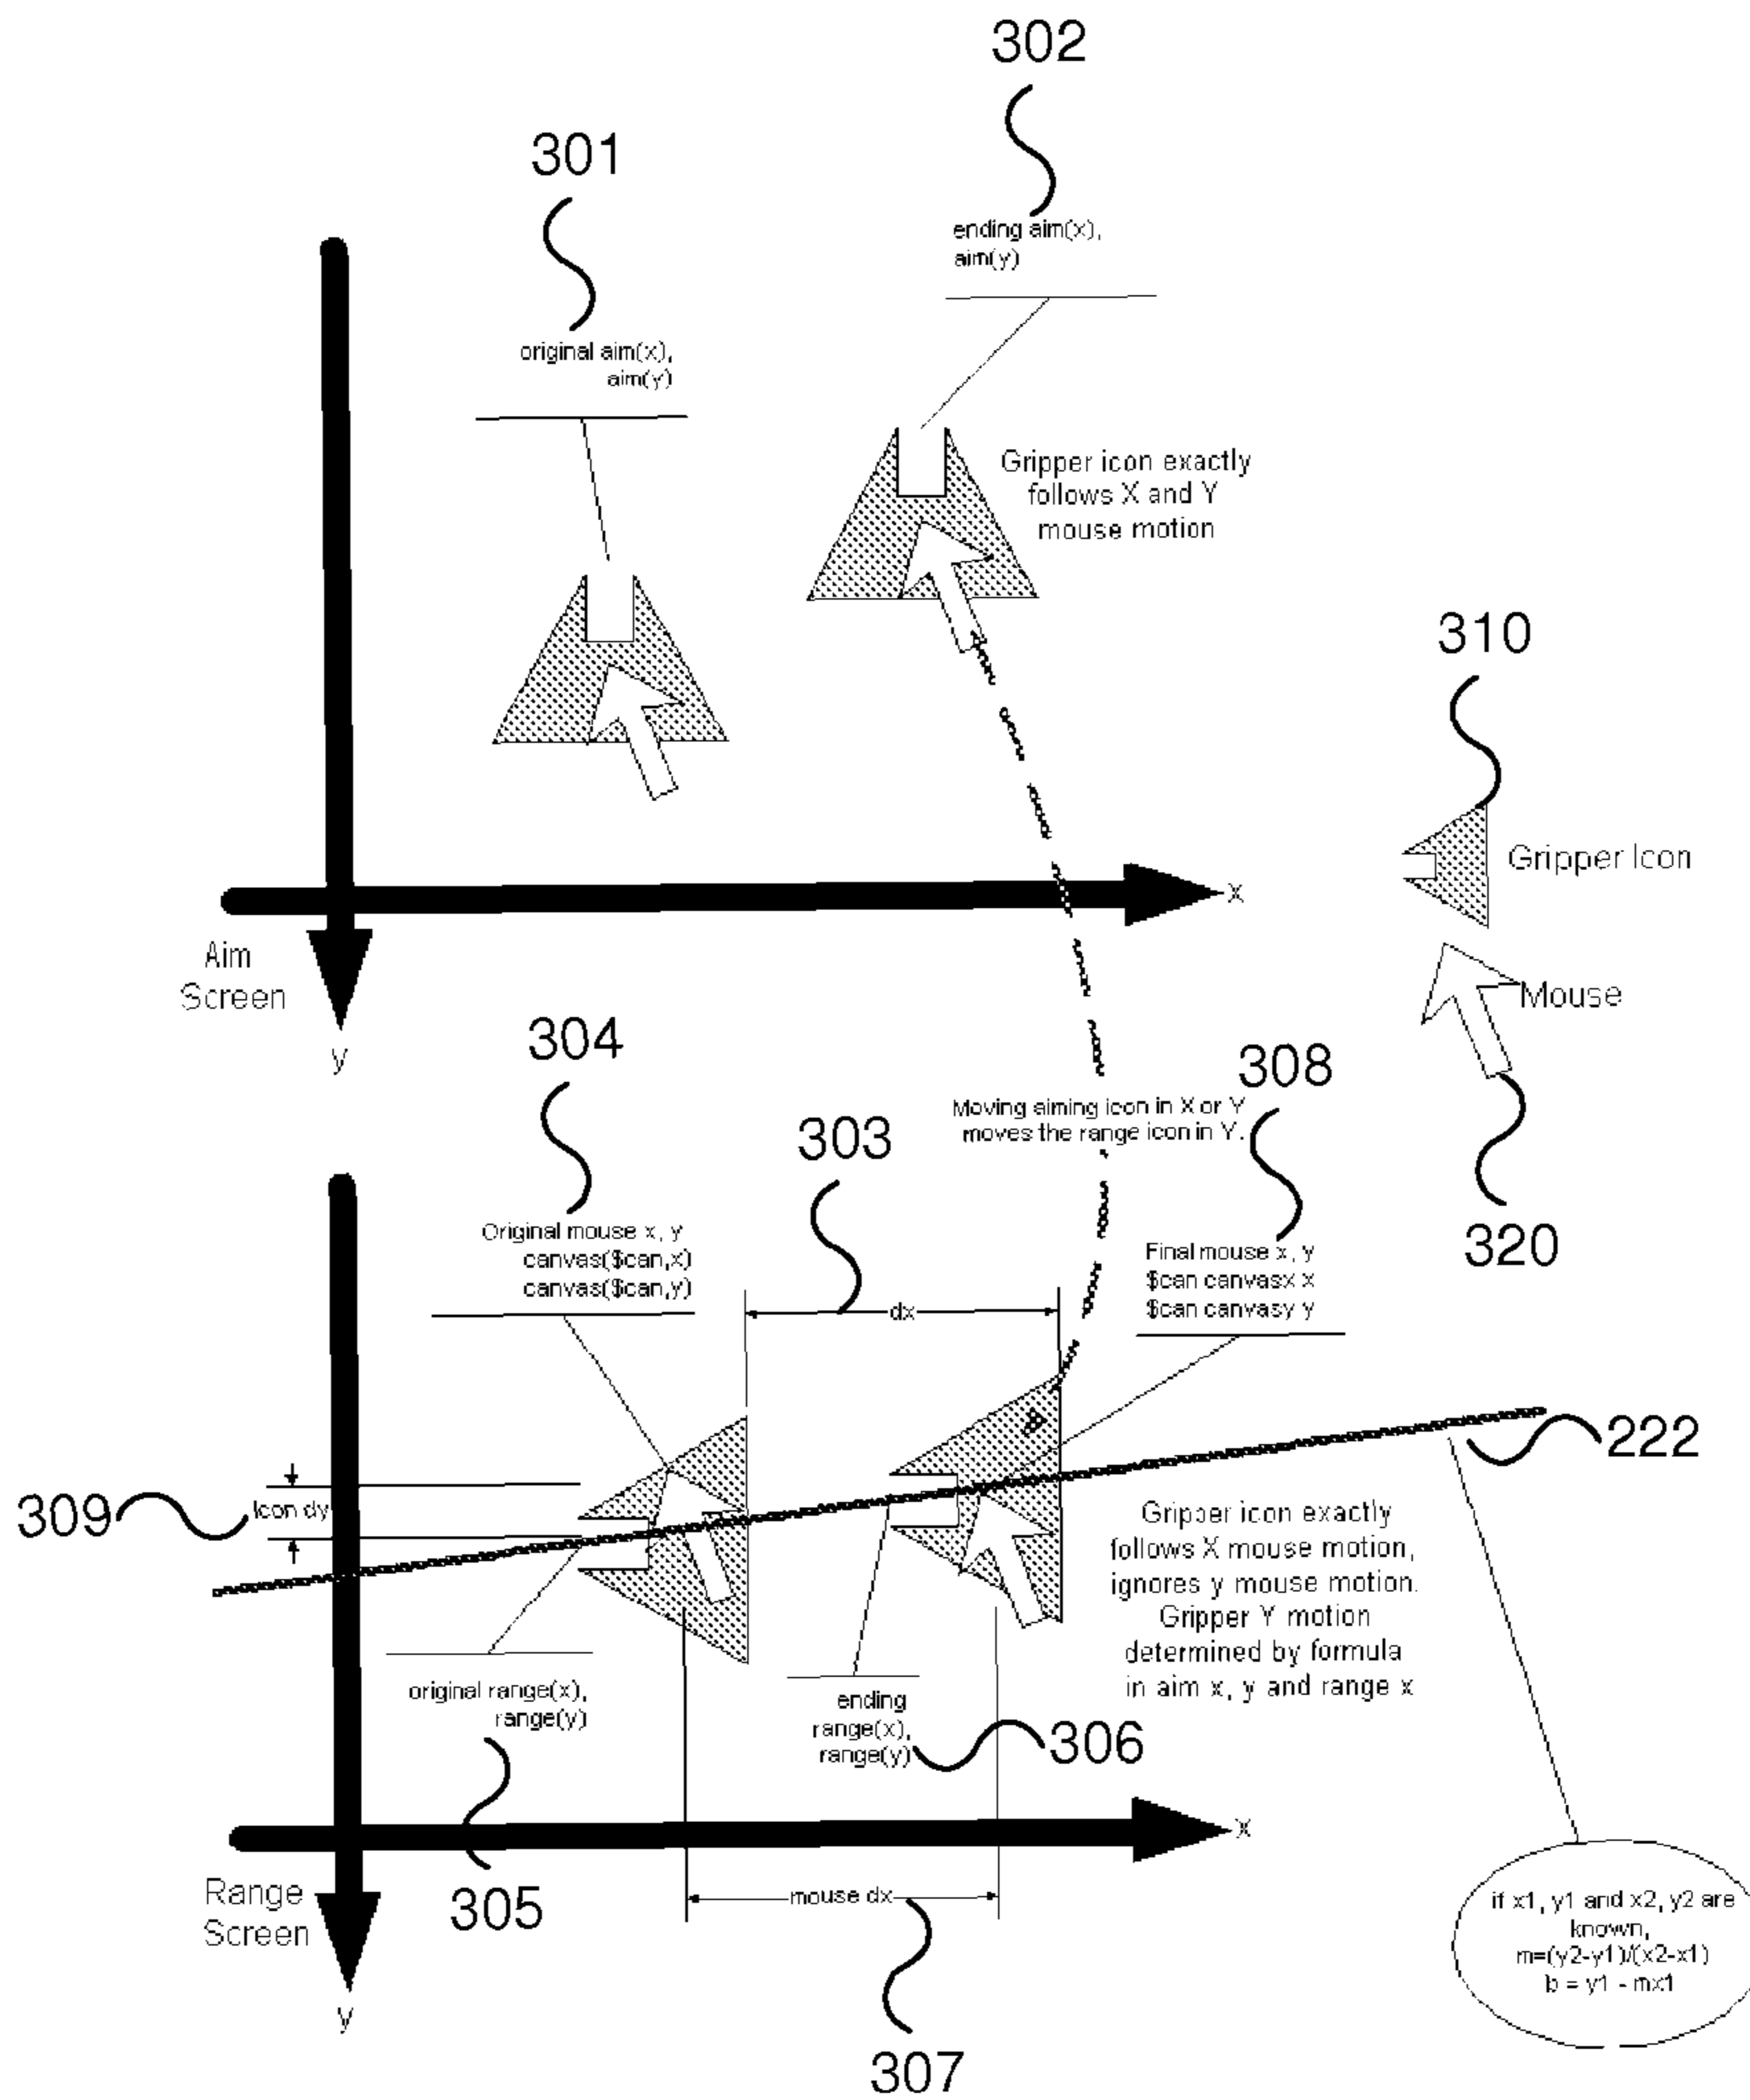 302
301
ending aim(x),
aim(y)
original aim(x),
aim(y)
Gripper icon exactly
follows X and Y
mouse motion
310
Gripper Icon
x
Aim
Screen
Mouse
y
304
308
303
Moving aiming icon in X or Y
moves the range icon in Y.
320
Original mouse x, y
canvas($can,x)
canvas($can,y)
Final mouse x, y
$can canvasx x
$can canvasy y
dx
222
309
Icon dy
Gripper icon exactly
follows X mouse motion,
ignores y mouse motion.
Gripper Y motion
determined by formula
in aim x, y and range x
original range(x),
range(y)
ending
range(x),
range(y)
306
x
305
Range
Screen
mouse dx
if x1, y1 and x2, y2 are
known,
m=(y2-y1)/(x2-x1)
b = y1 - mx1
y
307